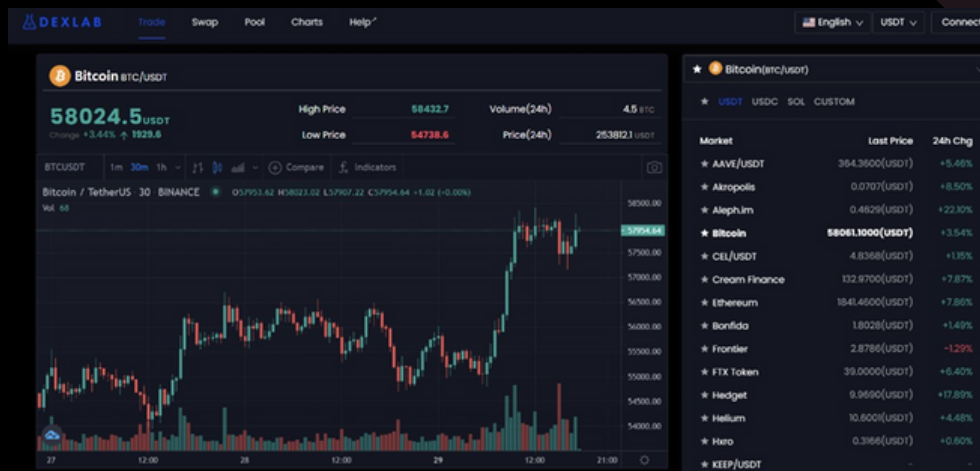 DEXLAB Trade Swap Pool Charts Help English USDT Connect
Bitcoin BTC/USDT
58024.5 USDT
Change +3.44% ↑ 1929.6
High Price 58432.7 Volume(24h) 4.5 BTC
Low Price 54738.6 Price(24h) 253812.1 USDT
BTCUSDT 1m 30m 1h Compare Indicators
Bitcoin / TetherUS · 30 · BINANCE O57953.62 H58023.02 L57907.22 C57954.64 +1.02 (+0.00%)
Vol 68
58500.00
57954.64
57500.00
57000.00
56500.00
56000.00
55500.00
55000.00
54500.00
54000.00
27 12:00 28 12:00 29 12:00 21:00
Bitcoin(BTC/USDT)
USDT USDC SOL CUSTOM
Market Last Price 24h Chg
AAVE/USDT 364.3600(USDT) +5.46%
Akropolis 0.0707(USDT) +8.50%
Aleph.im 0.4629(USDT) +22.10%
Bitcoin 58061.1000(USDT) +3.54%
CEL/USDT 4.8368(USDT) +1.15%
Cream Finance 132.9700(USDT) +7.87%
Ethereum 1841.4600(USDT) +7.86%
Bonfida 1.8028(USDT) +1.49%
Frontier 2.8786(USDT) -1.29%
FTX Token 39.0000(USDT) +6.40%
Hedget 9.9690(USDT) +17.89%
Helium 10.6001(USDT) +4.48%
Hxro 0.3166(USDT) +0.60%
KEEP/USDT